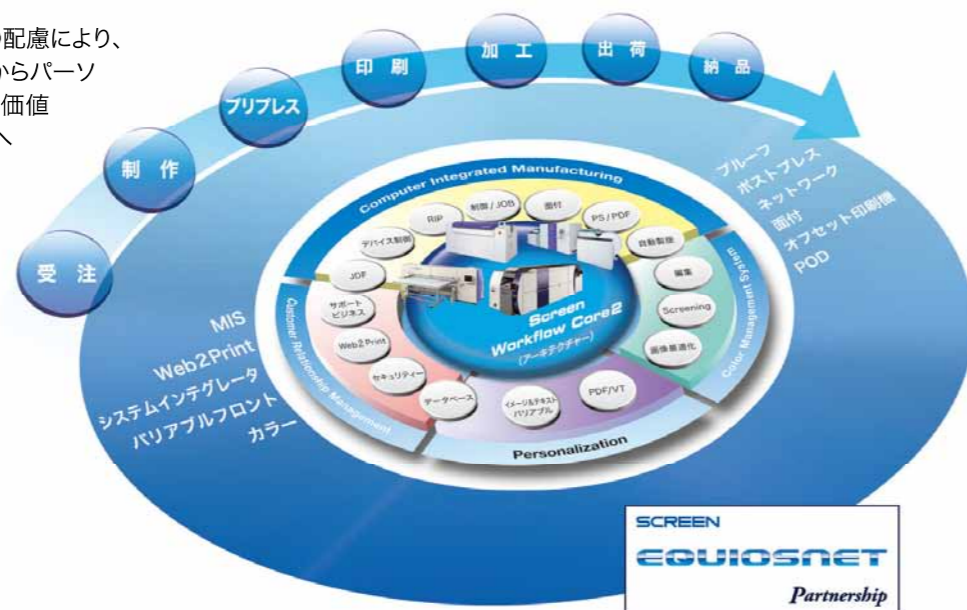 配慮により、
からパーソ
価値
へ
受注
制作
プリプレス
印刷
加工
出荷
納品
Computer Integrated Manufacturing
JDF
デバイス制御
RIP
制御 / JOB
面付
PS / PDF
自動製版
Color Management System
編集
Screening
画像最適化
Customer Relationship Management
サポート
ビジネス
Web2 Print
セキュリティー
データベース
Personalization
イメージ&テキスト
バリアブル
PDF/VT
Screen
Workflow Core2
(アーキテクチャー)
MIS
Web2Print
システムインテグレータ
バリアブルフロント
カラー
プルーフ
ポストプレス
ネットワーク
面付
オフセット印刷機
POD
SCREEN
EQUIOSNET
Partnership